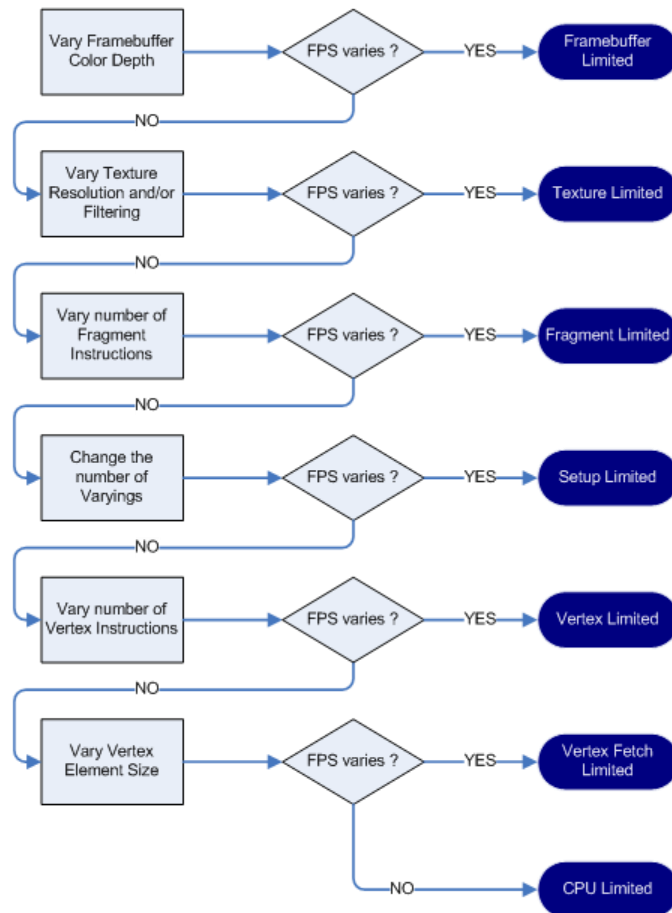 Vary Framebuffer
Color Depth
FPS varies ?
YES
Framebuffer
Limited
NO
Vary Texture
Resolution and/or
Filtering
FPS varies ?
YES
Texture Limited
NO
Vary number of
Fragment
Instructions
FPS varies ?
YES
Fragment Limited
NO
Change the
number of
Varyings
FPS varies ?
YES
Setup Limited
NO
Vary number of
Vertex Instructions
FPS varies ?
YES
Vertex Limited
NO
Vary Vertex
Element Size
FPS varies ?
YES
Vertex Fetch
Limited
NO
CPU Limited